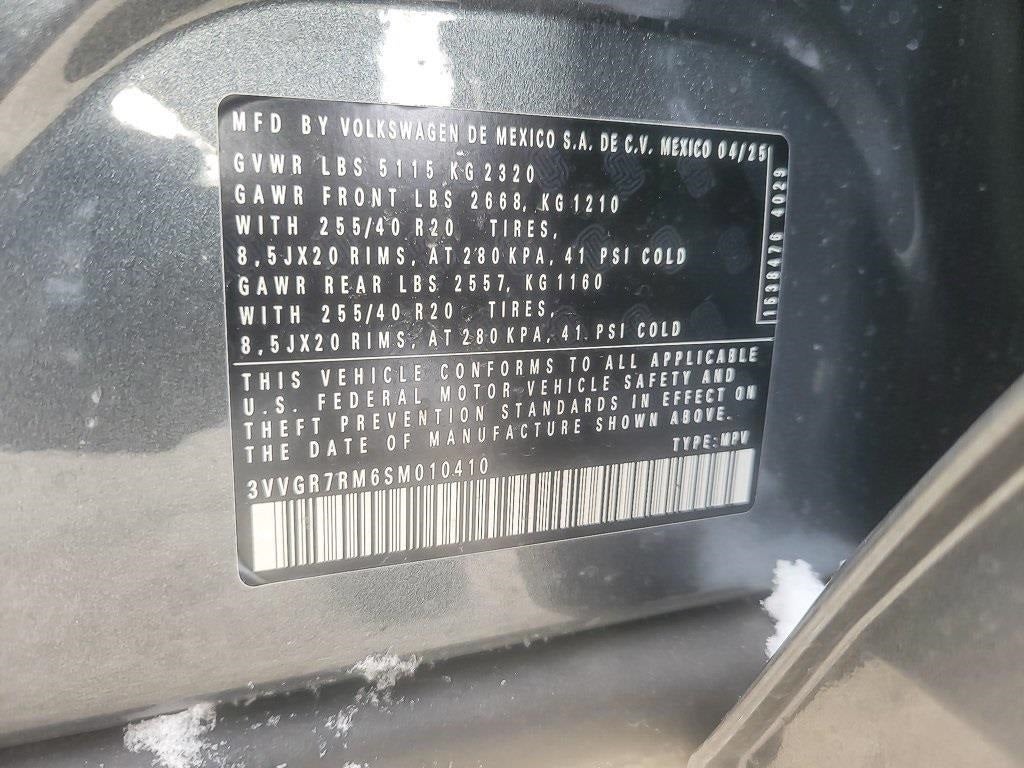 MFD BY VOLKSWAGEN DE MEXICO S.A. DE C.V. MEXICO 04/25
GVWR LBS 5115 KG 2320
GAWR FRONT LBS 2668, KG 1210
WITH 255/40 R20 TIRES,
8,5JX20 RIMS, AT 280 KPA, 41 PSI COLD
GAWR REAR LBS 2557, KG 1160
WITH 255/40 R20 TIRES,
8,5JX20 RIMS, AT 280 KPA, 41 PSI COLD
THIS VEHICLE CONFORMS TO ALL APPLICABLE
U.S. FEDERAL MOTOR-VEHICLE SAFETY AND
THEFT PREVENTION STANDARDS IN EFFECT ON
THE DATE OF MANUFACTURE SHOWN ABOVE.
TYPE: MPV
3VVGR7RM6SM010410
4029